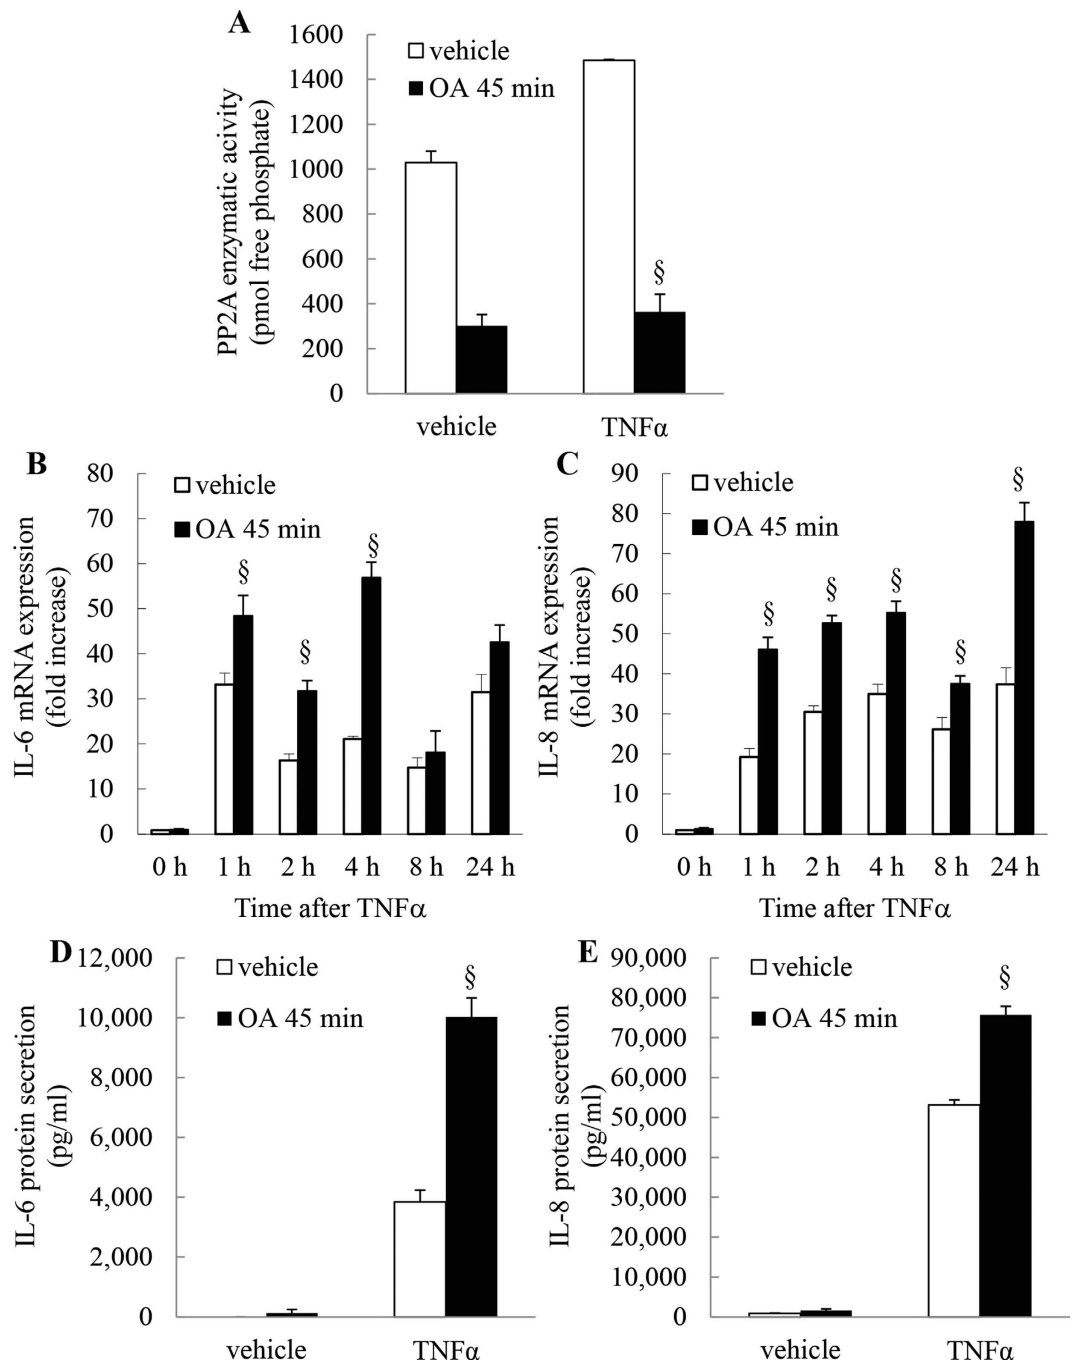 A
PP2A enzymatic acivity
(pmol free phosphate)
1600
1400
1200
1000
800
600
400
200
0
vehicle
OA 45 min
§
vehicle
TNFα
B
IL-6 mRNA expression
(fold increase)
80
70
60
50
40
30
20
10
0
vehicle
OA 45 min
§
§
§
0 h
1 h
2 h
4 h
8 h
24 h
Time after TNFα
C
IL-8 mRNA expression
(fold increase)
90
80
70
60
50
40
30
20
10
0
vehicle
OA 45 min
§
§
§
§
§
0 h
1 h
2 h
4 h
8 h
24 h
Time after TNFα
D
IL-6 protein secretion
(pg/ml)
12,000
10,000
8,000
6,000
4,000
2,000
0
vehicle
OA 45 min
§
vehicle
TNFα
E
IL-8 protein secretion
(pg/ml)
90,000
80,000
70,000
60,000
50,000
40,000
30,000
20,000
10,000
0
vehicle
OA 45 min
§
vehicle
TNFα